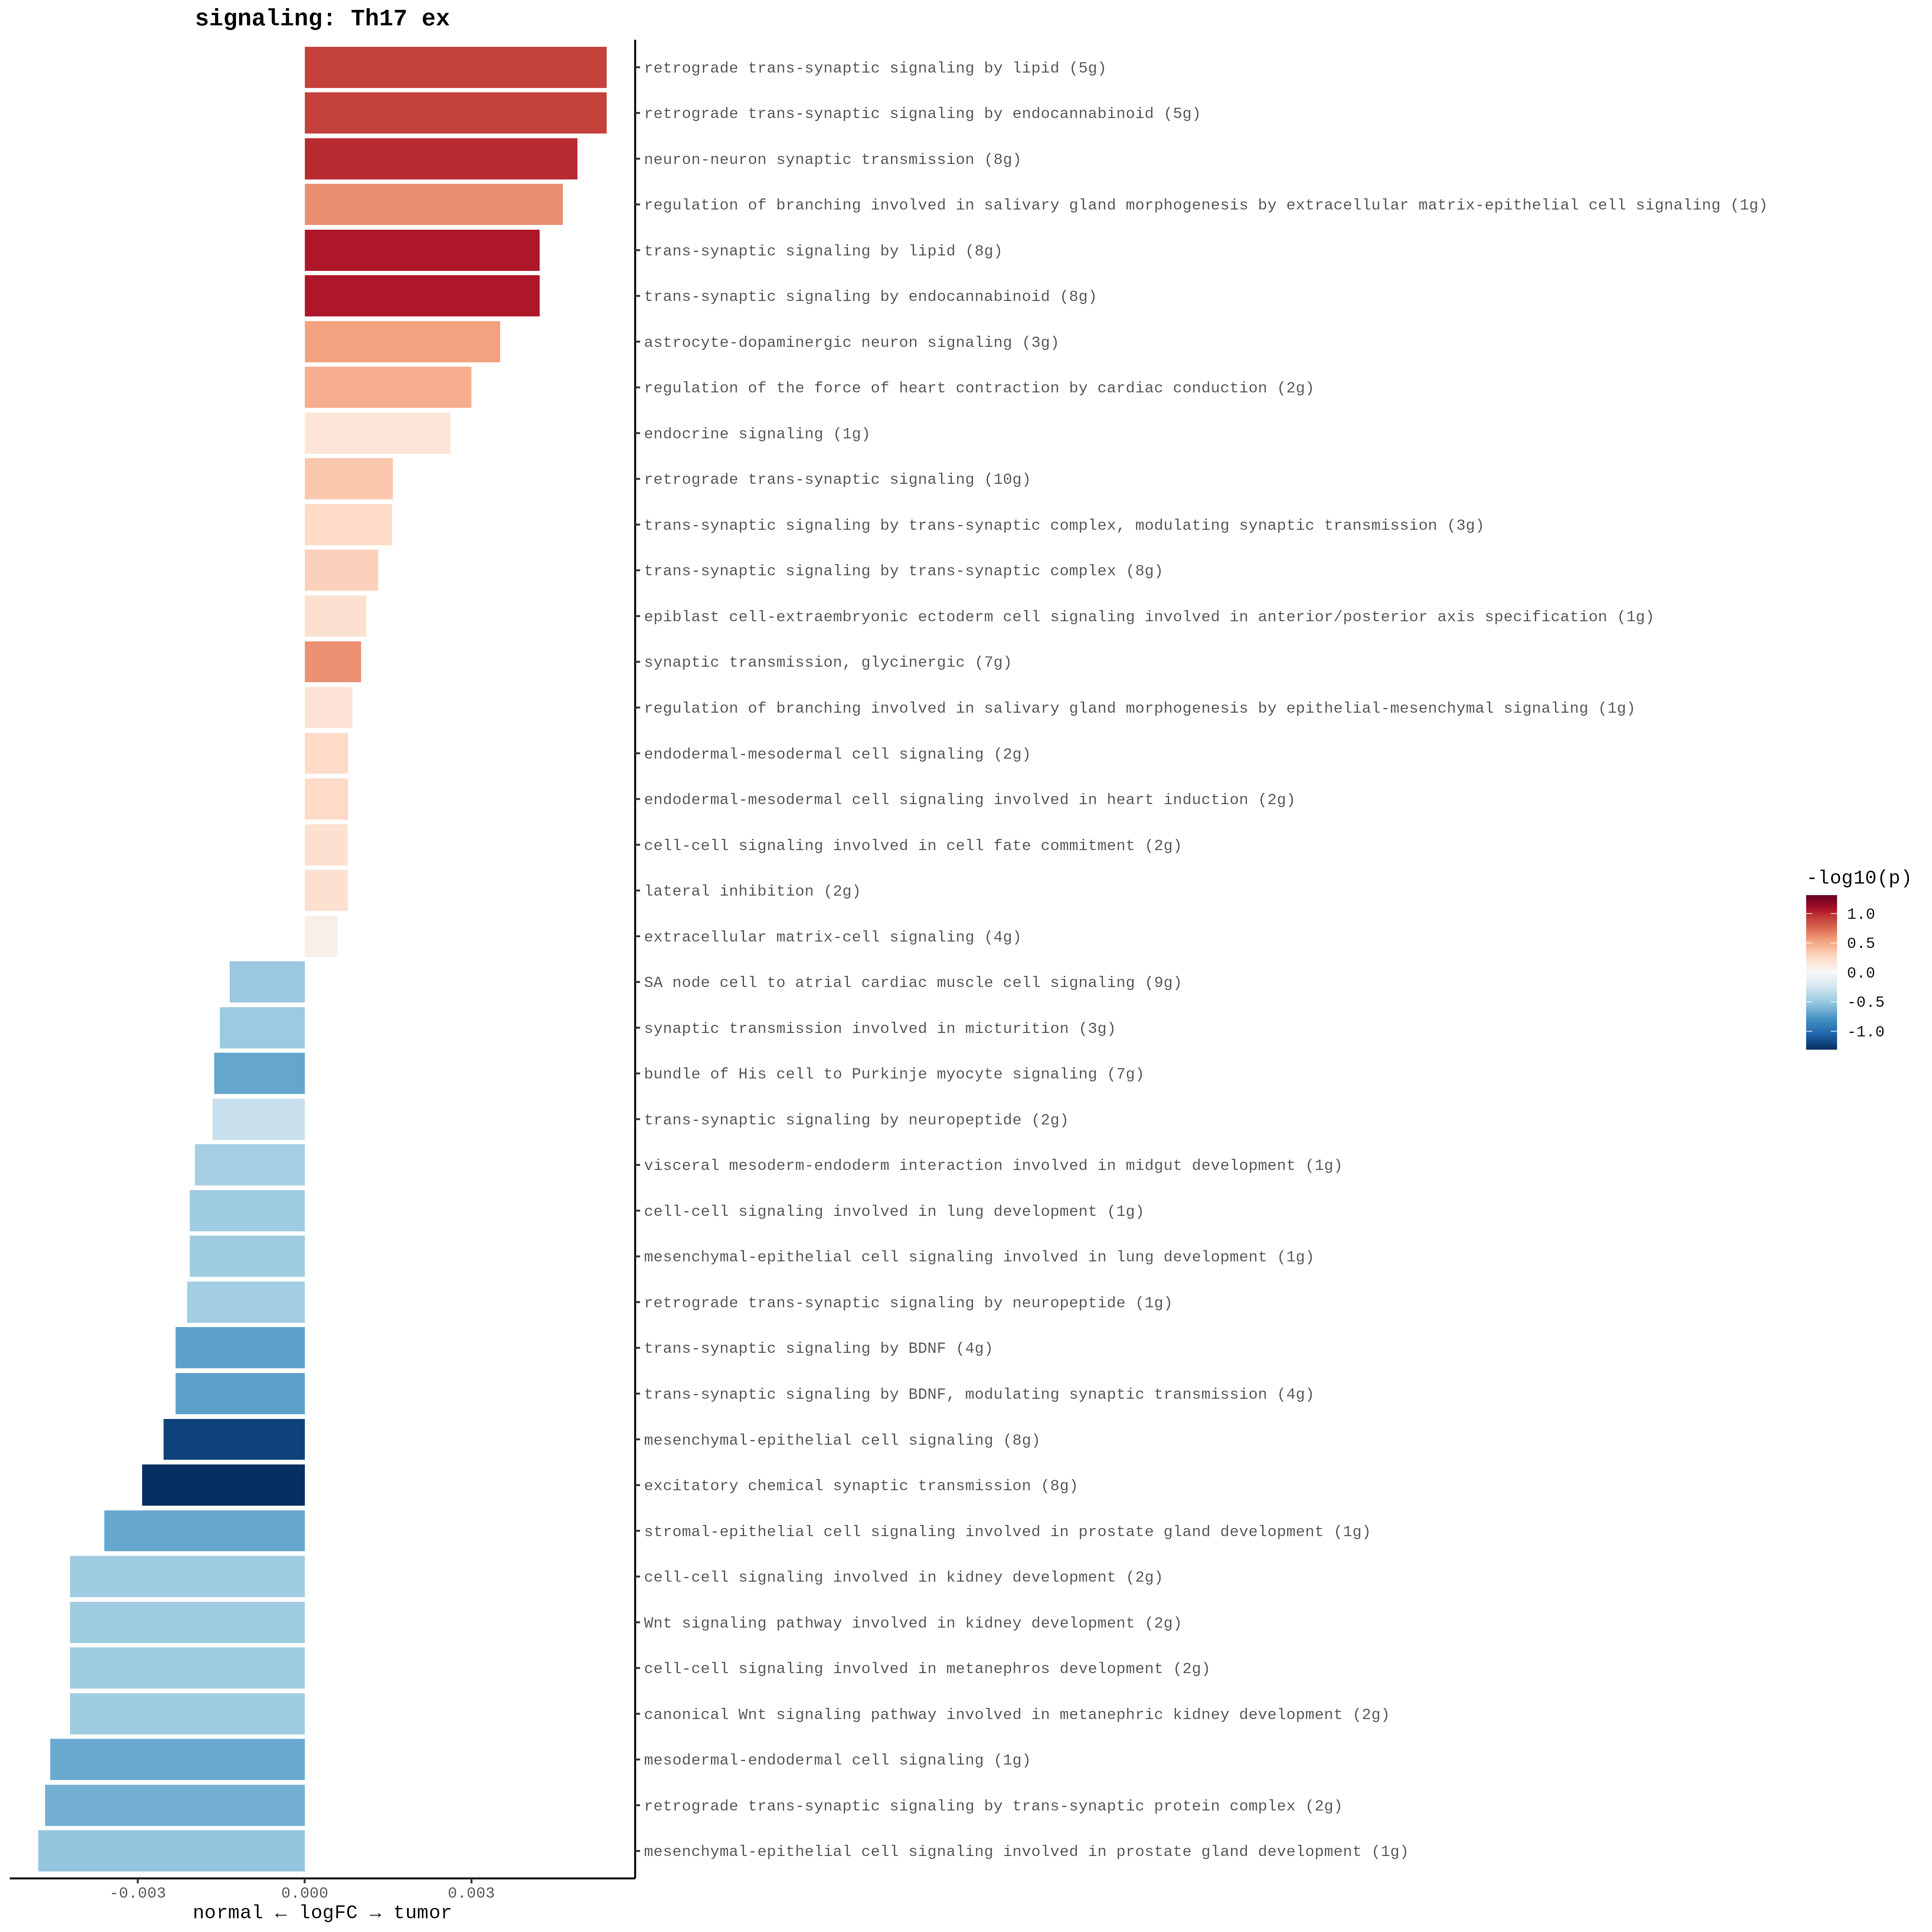 signaling: Th17 ex
retrograde trans-synaptic signaling by lipid (5g)
retrograde trans-synaptic signaling by endocannabinoid (5g)
neuron-neuron synaptic transmission (8g)
regulation of branching involved in salivary gland morphogenesis by extracellular matrix-epithelial cell signaling (1g)
trans-synaptic signaling by lipid (8g)
trans-synaptic signaling by endocannabinoid (8g)
astrocyte-dopaminergic neuron signaling (3g)
regulation of the force of heart contraction by cardiac conduction (2g)
endocrine signaling (1g)
retrograde trans-synaptic signaling (10g)
trans-synaptic signaling by trans-synaptic complex, modulating synaptic transmission (3g)
trans-synaptic signaling by trans-synaptic complex (8g)
epiblast cell-extraembryonic ectoderm cell signaling involved in anterior/posterior axis specification (1g)
synaptic transmission, glycinergic (7g)
regulation of branching involved in salivary gland morphogenesis by epithelial-mesenchymal signaling (1g)
endodermal-mesodermal cell signaling (2g)
endodermal-mesodermal cell signaling involved in heart induction (2g)
cell-cell signaling involved in cell fate commitment (2g)
lateral inhibition (2g)
extracellular matrix-cell signaling (4g)
SA node cell to atrial cardiac muscle cell signaling (9g)
synaptic transmission involved in micturition (3g)
bundle of His cell to Purkinje myocyte signaling (7g)
trans-synaptic signaling by neuropeptide (2g)
visceral mesoderm-endoderm interaction involved in midgut development (1g)
cell-cell signaling involved in lung development (1g)
mesenchymal-epithelial cell signaling involved in lung development (1g)
retrograde trans-synaptic signaling by neuropeptide (1g)
trans-synaptic signaling by BDNF (4g)
trans-synaptic signaling by BDNF, modulating synaptic transmission (4g)
mesenchymal-epithelial cell signaling (8g)
excitatory chemical synaptic transmission (8g)
stromal-epithelial cell signaling involved in prostate gland development (1g)
cell-cell signaling involved in kidney development (2g)
Wnt signaling pathway involved in kidney development (2g)
cell-cell signaling involved in metanephros development (2g)
canonical Wnt signaling pathway involved in metanephric kidney development (2g)
mesodermal-endodermal cell signaling (1g)
retrograde trans-synaptic signaling by trans-synaptic protein complex (2g)
mesenchymal-epithelial cell signaling involved in prostate gland development (1g)
-0.003 0.000 0.003
normal ← logFC → tumor
-log10(p)
1.0
0.5
0.0
-0.5
-1.0